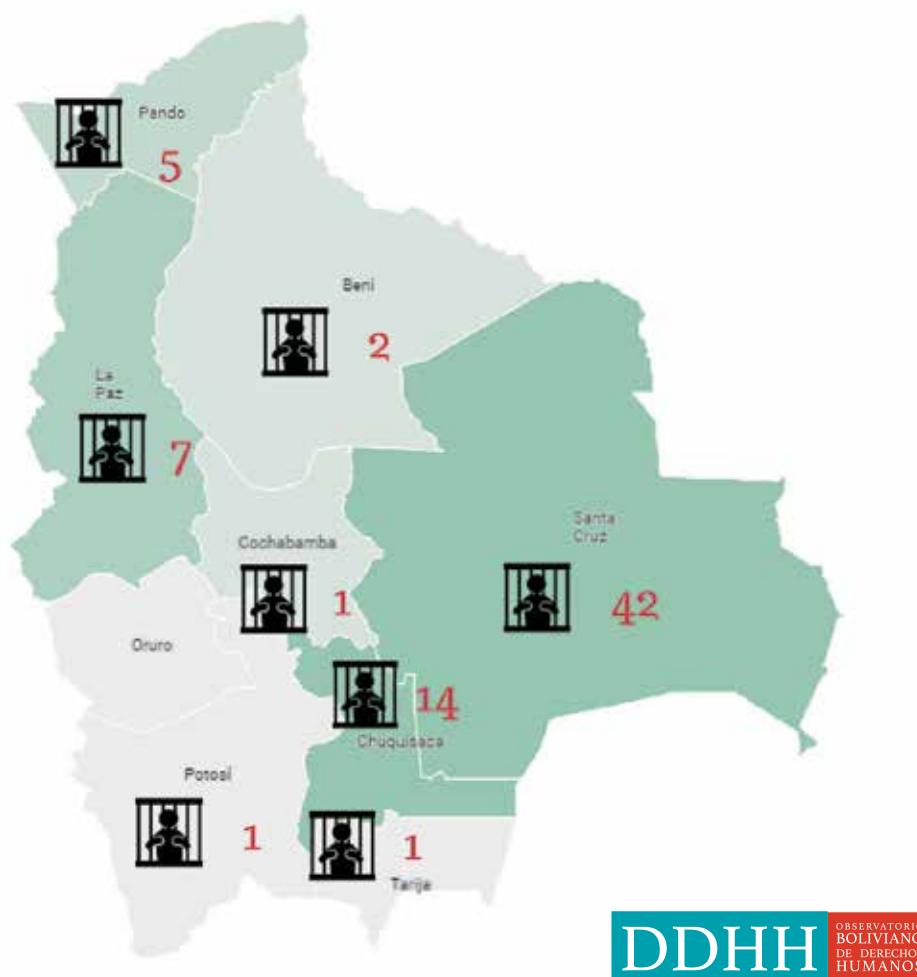 Pando
5
Beni
2
La
Paz
7
Santa
Cruz
42
Cochabamba
1
Oruro
14
Chuquisaca
Potosí
1
1
Tarija
DDHH
OBSERVATORIO
BOLIVIANO
DE DERECHOS
HUMANOS